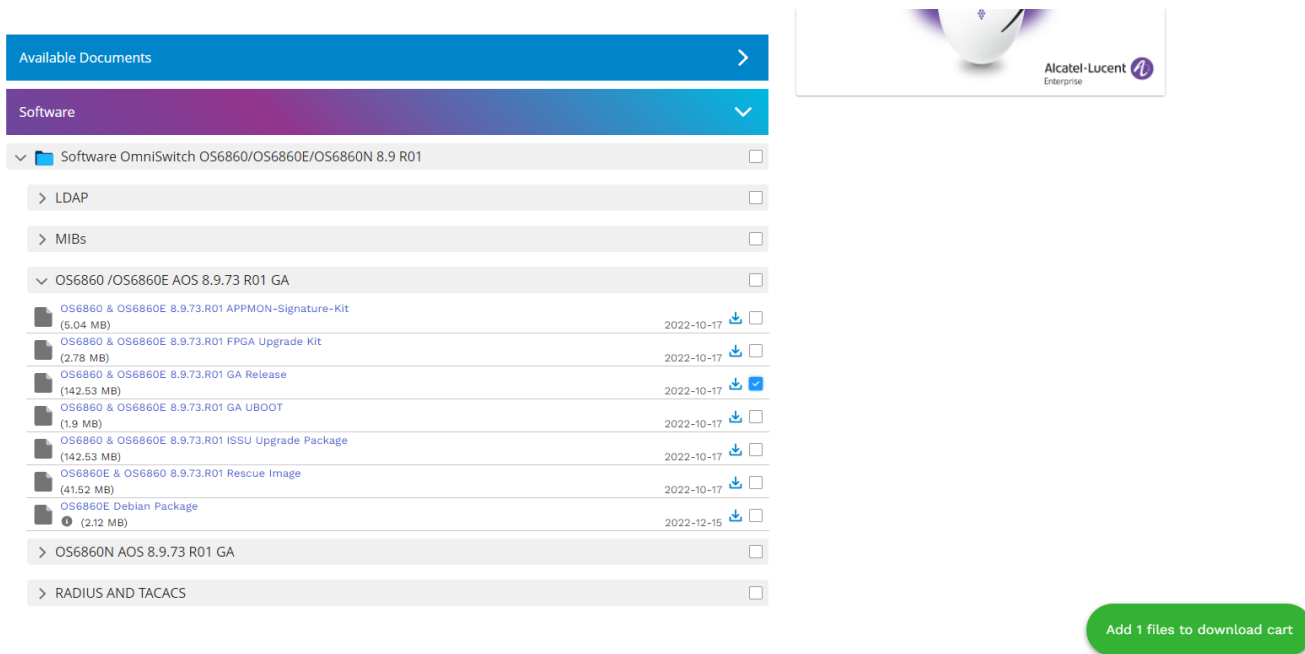 Available Documents
Alcatel·Lucent
Enterprise
Software
Software OmniSwitch OS6860/OS6860E/OS6860N 8.9 R01
LDAP
MIBs
OS6860 /OS6860E AOS 8.9.73 R01 GA
OS6860 & OS6860E 8.9.73.R01 APPMON-Signature-Kit
(5.04 MB) 2022-10-17
OS6860 & OS6860E 8.9.73.R01 FPGA Upgrade Kit
(2.78 MB) 2022-10-17
OS6860 & OS6860E 8.9.73.R01 GA Release
(142.53 MB) 2022-10-17
OS6860 & OS6860E 8.9.73.R01 GA UBOOT
(1.9 MB) 2022-10-17
OS6860 & OS6860E 8.9.73.R01 ISSU Upgrade Package
(142.53 MB) 2022-10-17
OS6860E & OS6860 8.9.73.R01 Rescue Image
(41.52 MB) 2022-10-17
OS6860E Debian Package
(2.12 MB) 2022-12-15
OS6860N AOS 8.9.73 R01 GA
RADIUS AND TACACS
Add 1 files to download cart